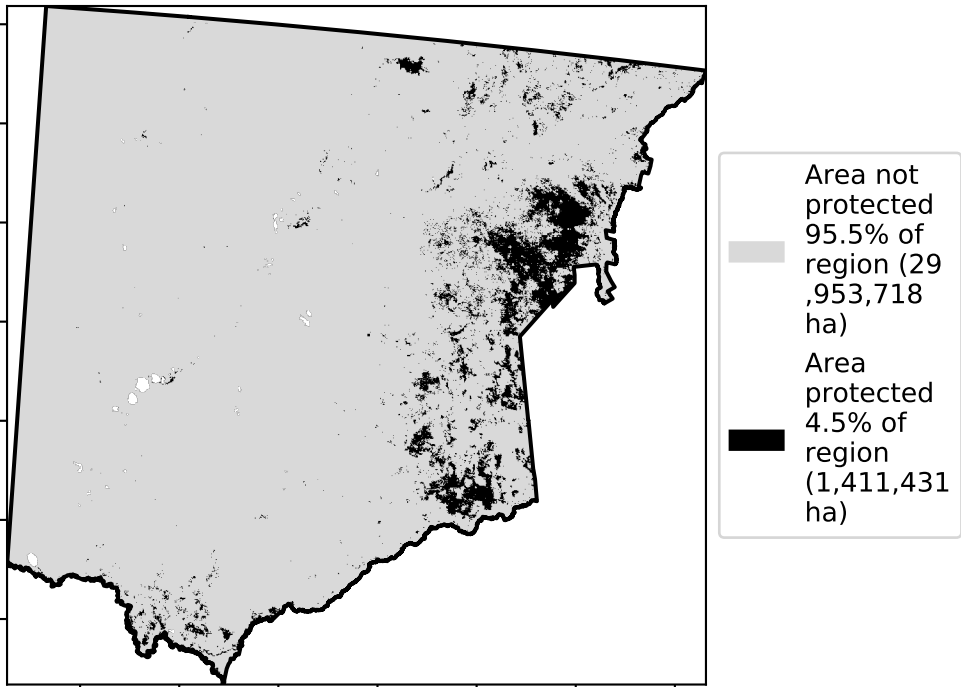 Area not
protected
95.5% of
region (29
,953,718
ha)
Area
protected
4.5% of
region
(1,411,431
ha)